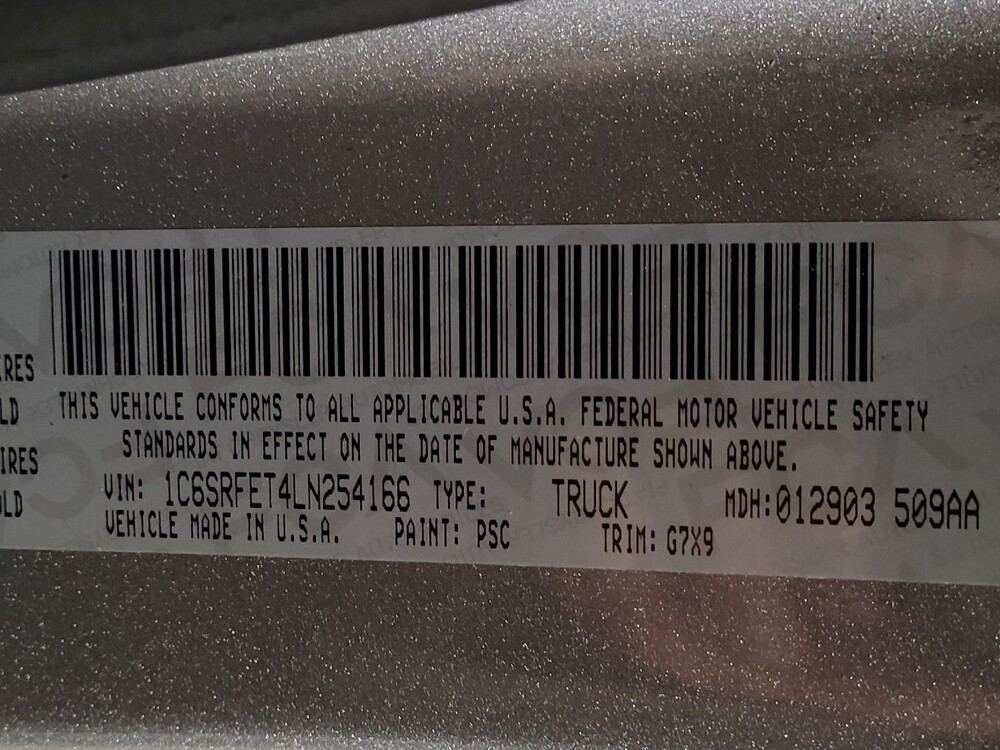 IRES
THIS VEHICLE CONFORMS TO ALL APPLICABLE U.S.A. FEDERAL MOTOR VEHICLE SAFETY
LD
STANDARDS IN EFFECT ON THE DATE OF MANUFACTURE SHOWN ABOVE.
IRES
VIN: 1C6SRFET4LN254166 TYPE: TRUCK MDH:012903 509AA
OLD
VEHICLE MADE IN U.S.A. PAINT: PSC TRIM: G7X9